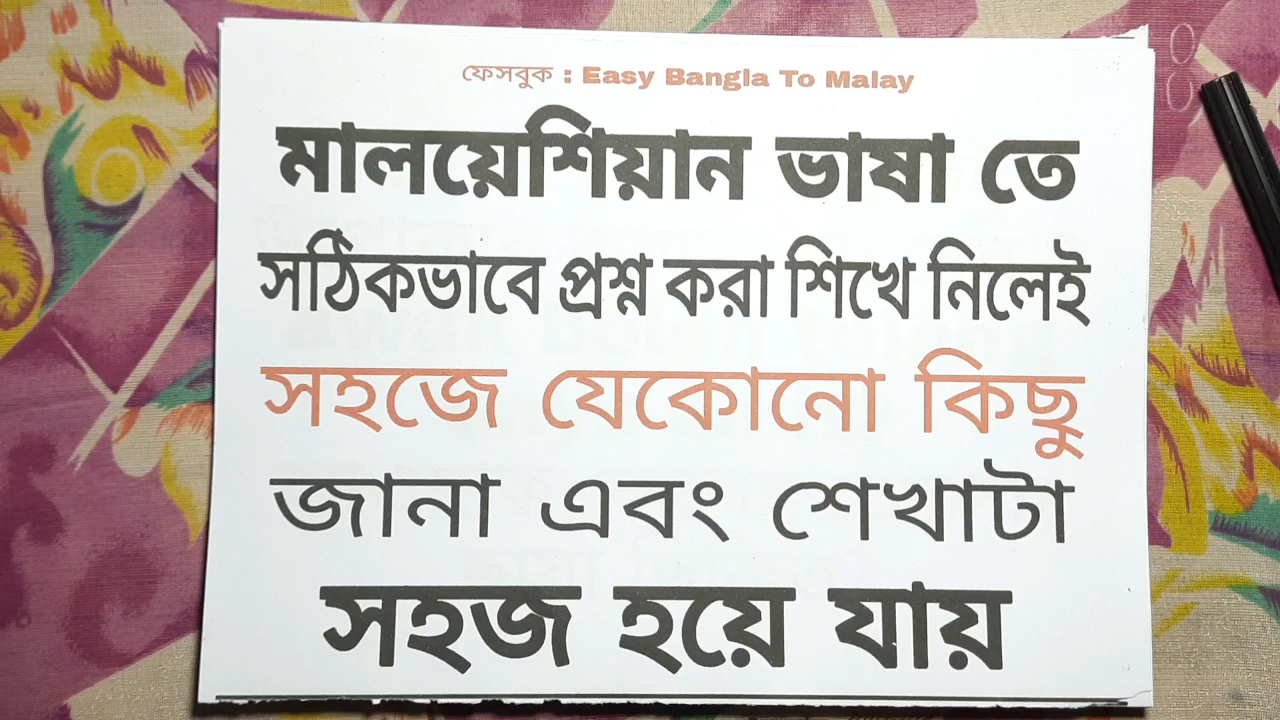 ফেসবুক : Easy Bangla To Malay
মালয়েশিয়ান ভাষা তে
সঠিকভাবে প্রশ্ন করা শিখে নিলেই
সহজে যেকোনো কিছু
জানা এবং শেখাটা
সহজ হয়ে যায়